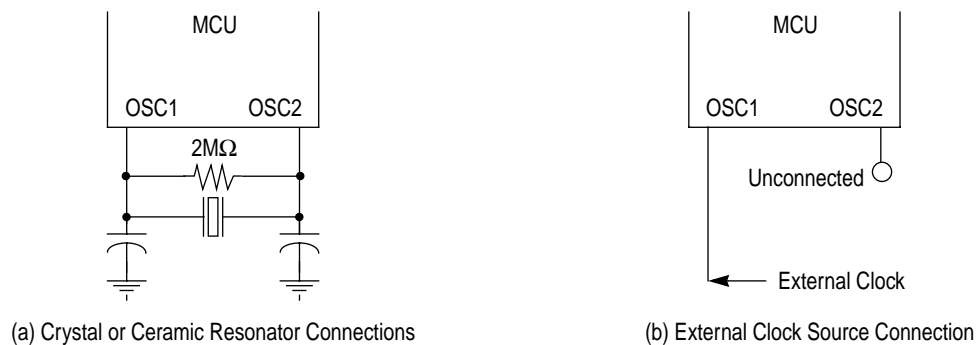 MCU
OSC1 OSC2
2MΩ
(a) Crystal or Ceramic Resonator Connections
MCU
OSC1 OSC2
Unconnected
External Clock
(b) External Clock Source Connection